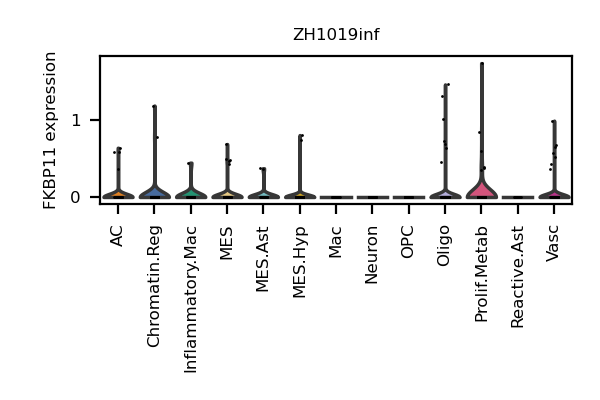 ZH1019inf
FKBP11 expression
1
0
AC
Chromatin.Reg
Inflammatory.Mac
MES
MES.Ast
MES.Hyp
Mac
Neuron
OPC
Oligo
Prolif.Metab
Reactive.Ast
Vasc